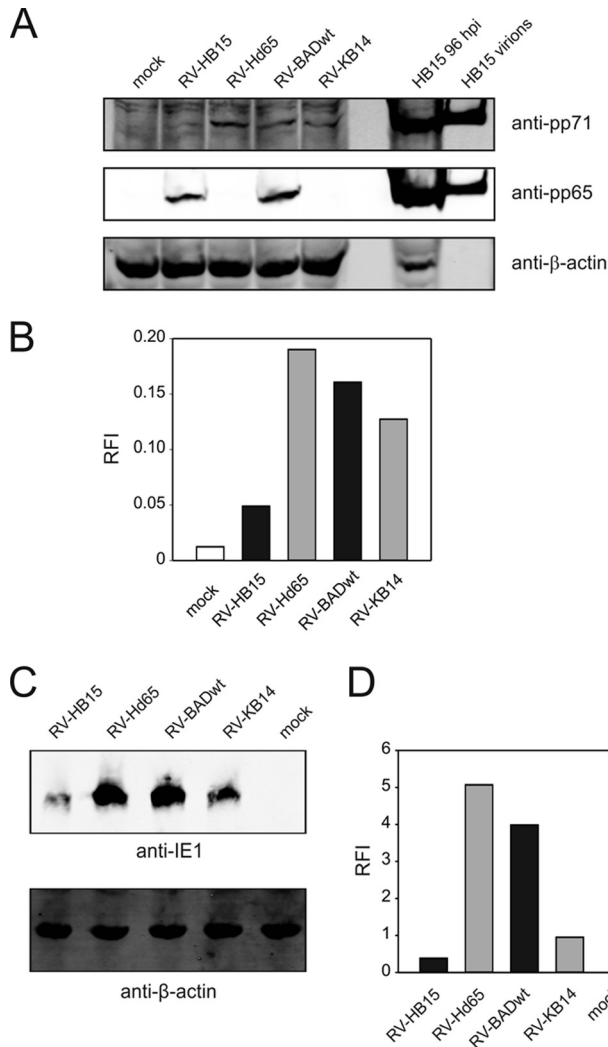 A
mock
RV-HB15
RV-Hd65
RV-BADwt
RV-KB14
HB15 96 hpi
HB15 virions
anti-pp71
anti-pp65
anti-β-actin
B
0.20
0.15
0.10
0.05
0
RFI
mock
RV-HB15
RV-Hd65
RV-BADwt
RV-KB14
C
RV-HB15
RV-Hd65
RV-BADwt
RV-KB14
mock
anti-IE1
anti-β-actin
D
6
5
4
3
2
1
0
RFI
RV-HB15
RV-Hd65
RV-BADwt
RV-KB14
mock